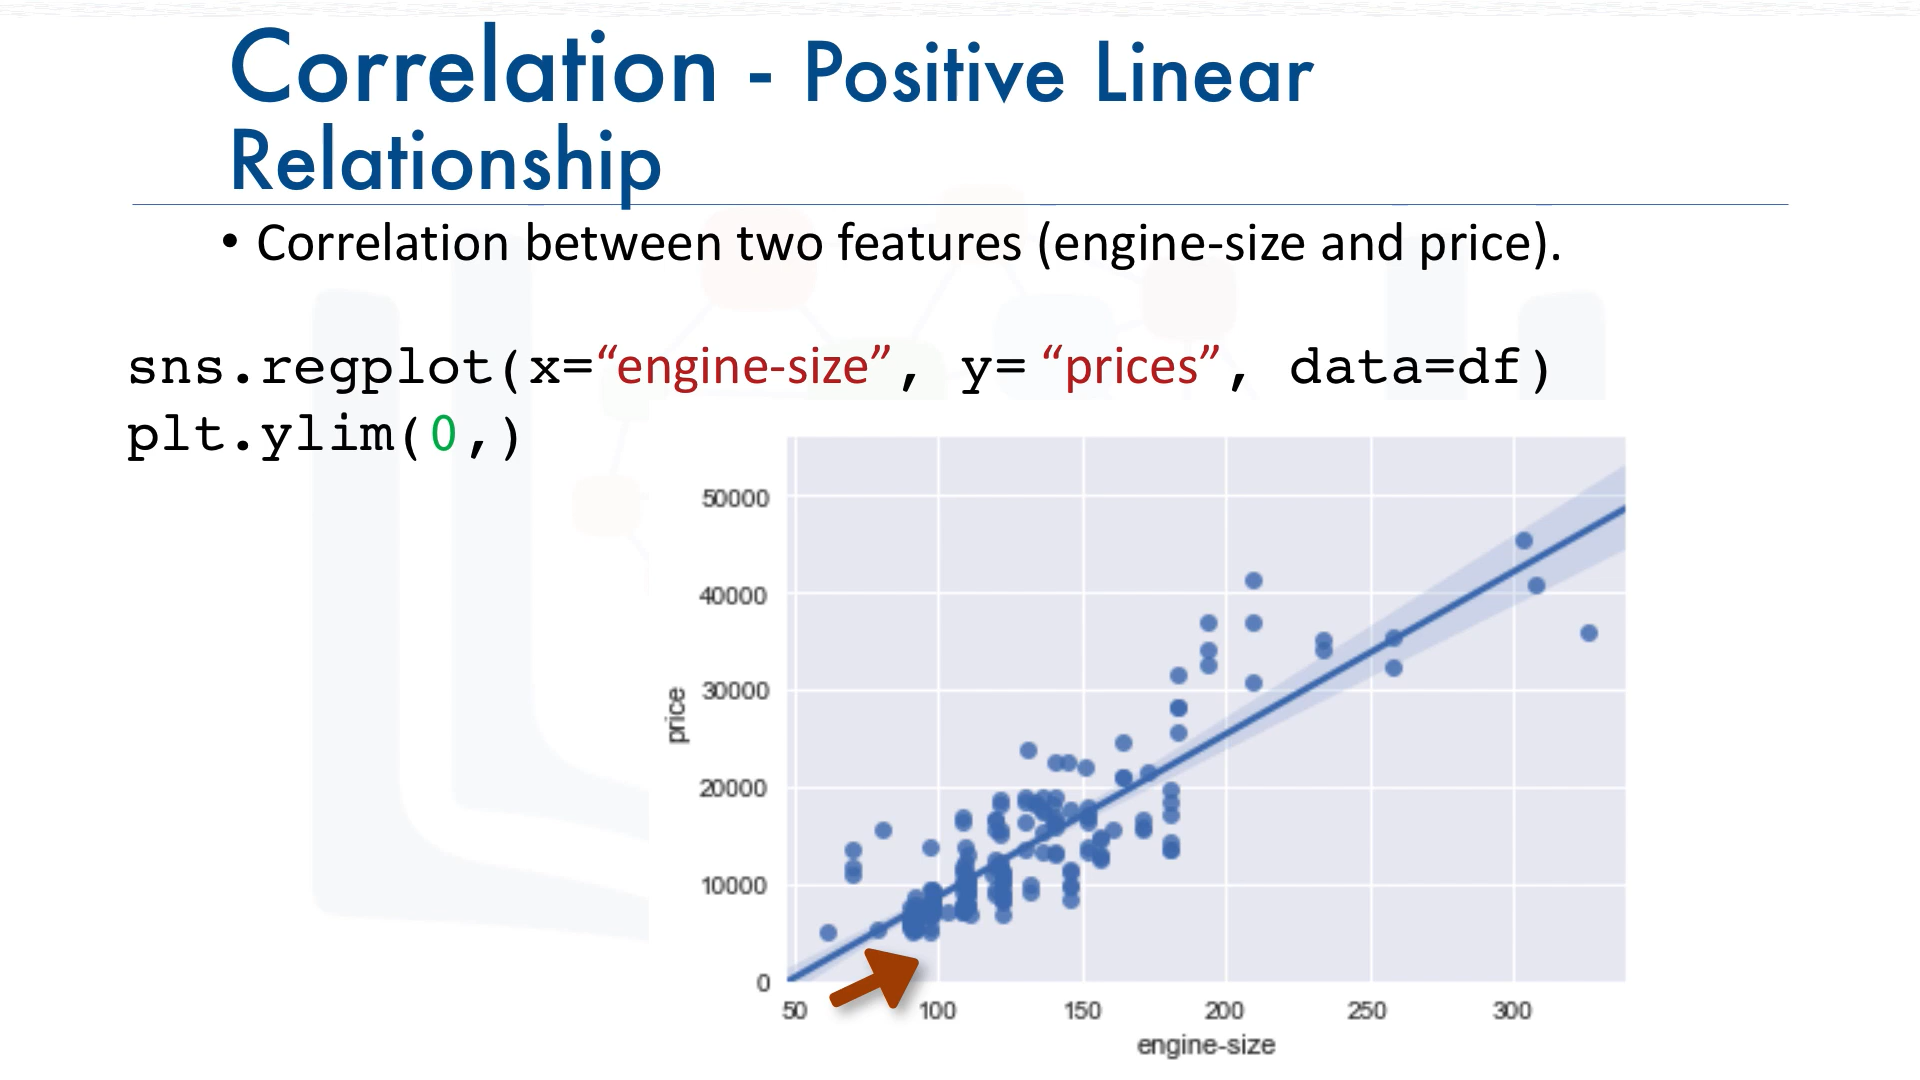 Correlation - Positive Linear
Relationship
• Correlation between two features (engine-size and price).
sns.regplot(x=“engine-size”, y= “prices”, data=df)
plt.ylim(0,)
50000
40000
30000
20000
10000
0
price
50 100 150 200 250 300
engine-size